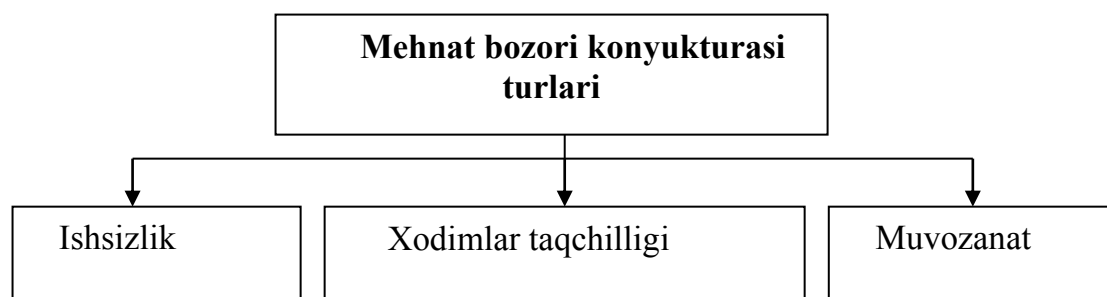 Mehnat bozori konyukturasi
turlari
Ishsizlik
Xodimlar taqchilligi
Muvozanat